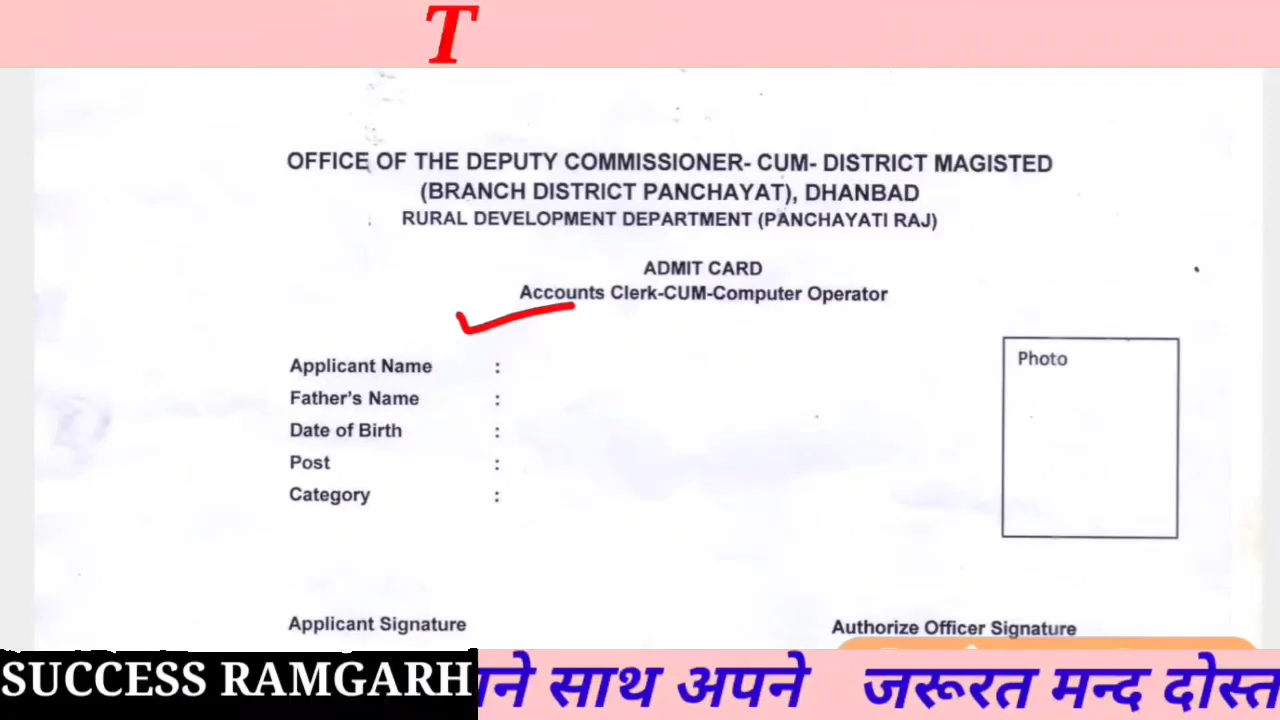 T
OFFICE OF THE DEPUTY COMMISSIONER- CUM- DISTRICT MAGISTED
(BRANCH DISTRICT PANCHAYAT), DHANBAD
RURAL DEVELOPMENT DEPARTMENT (PANCHAYATI RAJ)
ADMIT CARD
Accounts Clerk-CUM-Computer Operator
Applicant Name :
Father's Name :
Date of Birth :
Post :
Category :
Photo
Applicant Signature
Authorize Officer Signature
SUCCESS RAMGARH
साथ अपने जरूरत मन्द दोस्त